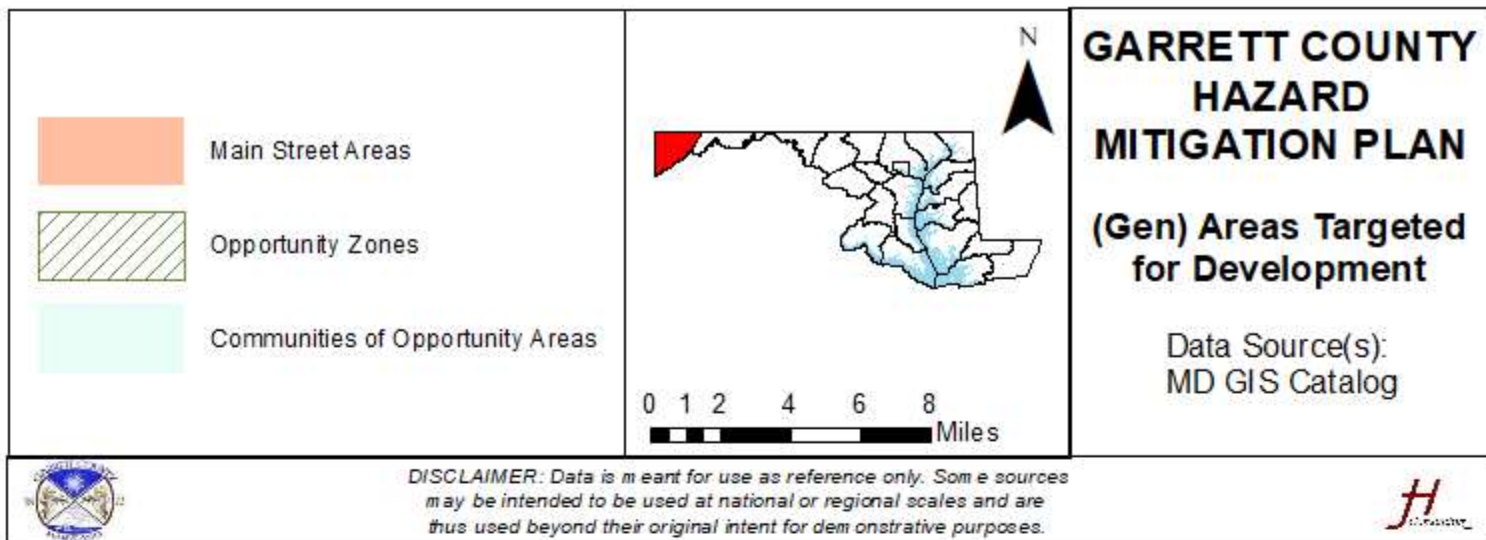 Main Street Areas
Opportunity Zones
Communities of Opportunity Areas
N
0 1 2 4 6 8
Miles
GARRETT COUNTY
HAZARD
MITIGATION PLAN
(Gen) Areas Targeted
for Development
Data Source(s):
MD GIS Catalog
DISCLAIMER: Data is meant for use as reference only. Some sources
may be intended to be used at national or regional scales and are
thus used beyond their original intent for demonstrative purposes.